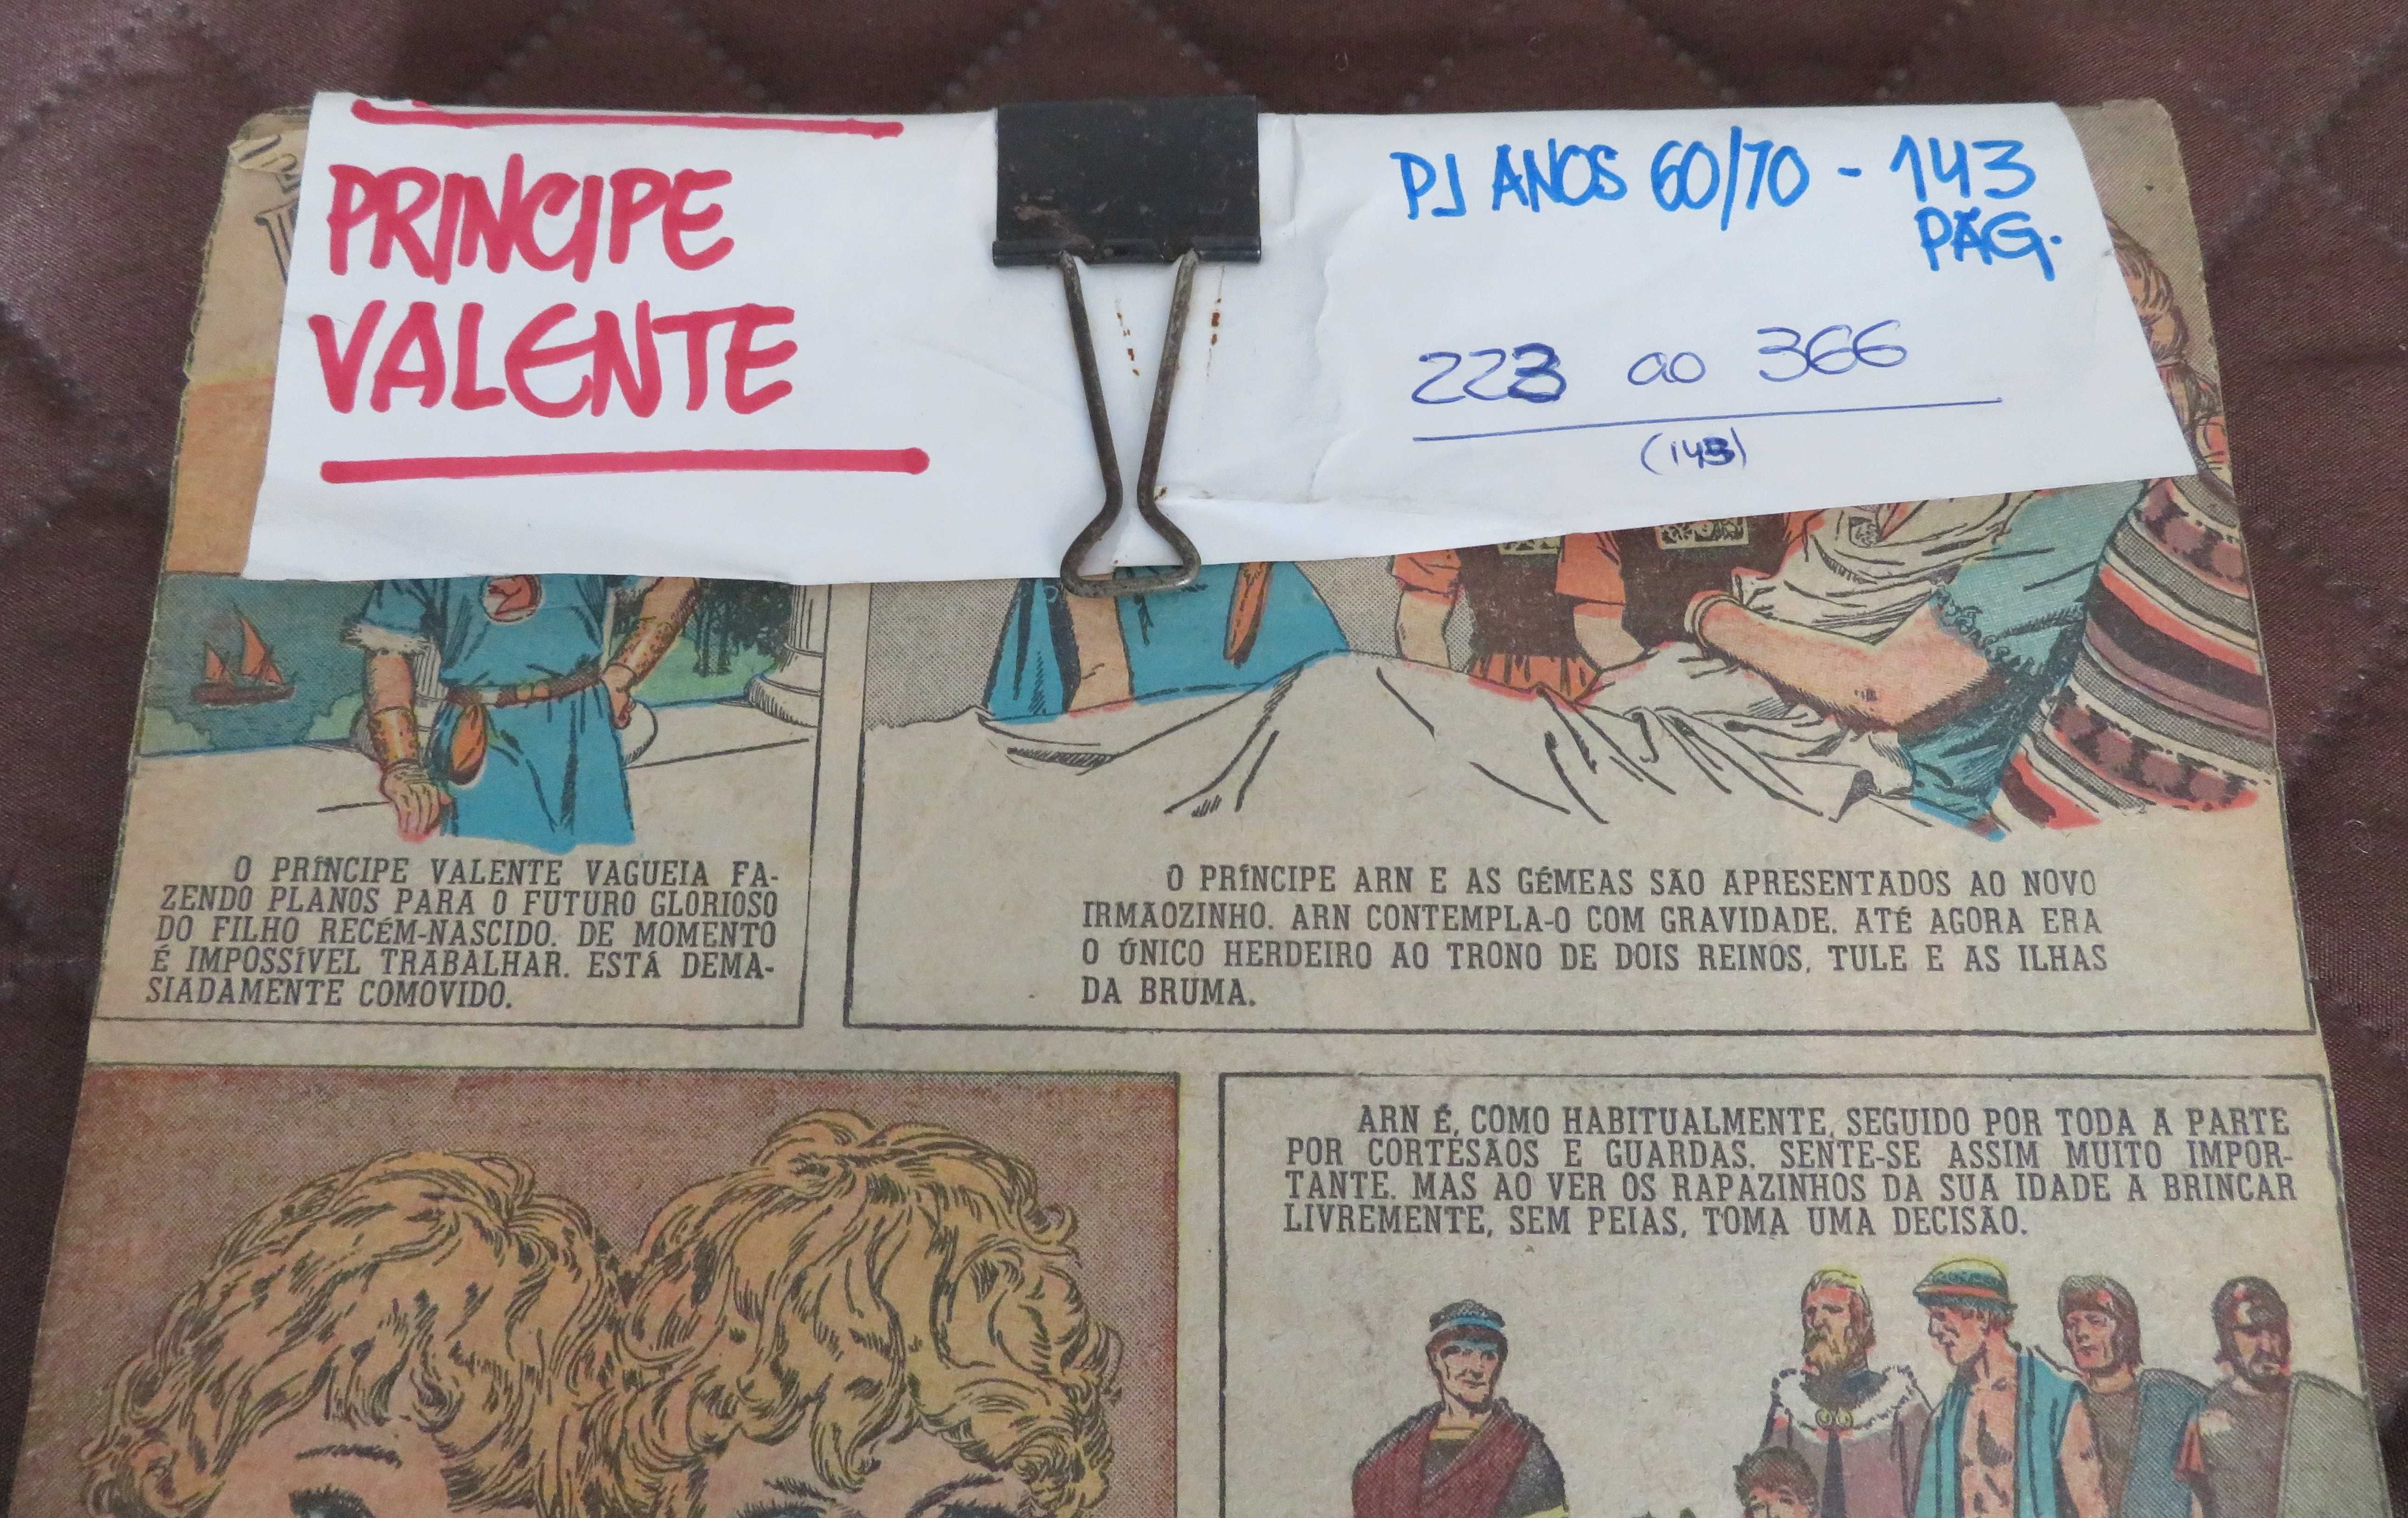 PRINCIPE
VALENTE
PJ ANOS 60/70 - 143
PÁG.
223 ao 366
(143)
O PRÍNCIPE VALENTE VAGUEIA FA-
ZENDO PLANOS PARA O FUTURO GLORIOSO
DO FILHO RECÉM-NASCIDO. DE MOMENTO
É IMPOSSÍVEL TRABALHAR. ESTÁ DEMA-
SIADAMENTE COMOVIDO.
O PRÍNCIPE ARN E AS GÉMEAS SÃO APRESENTADOS AO NOVO
IRMÃOZINHO. ARN CONTEMPLA-O COM GRAVIDADE. ATÉ AGORA ERA
O ÚNICO HERDEIRO AO TRONO DE DOIS REINOS, TULE E AS ILHAS
DA BRUMA.
ARN É, COMO HABITUALMENTE, SEGUIDO POR TODA A PARTE
POR CORTESÃOS E GUARDAS. SENTE-SE ASSIM MUITO IMPOR-
TANTE. MAS AO VER OS RAPAZINHOS DA SUA IDADE A BRINCAR
LIVREMENTE, SEM PEIAS, TOMA UMA DECISÃO.